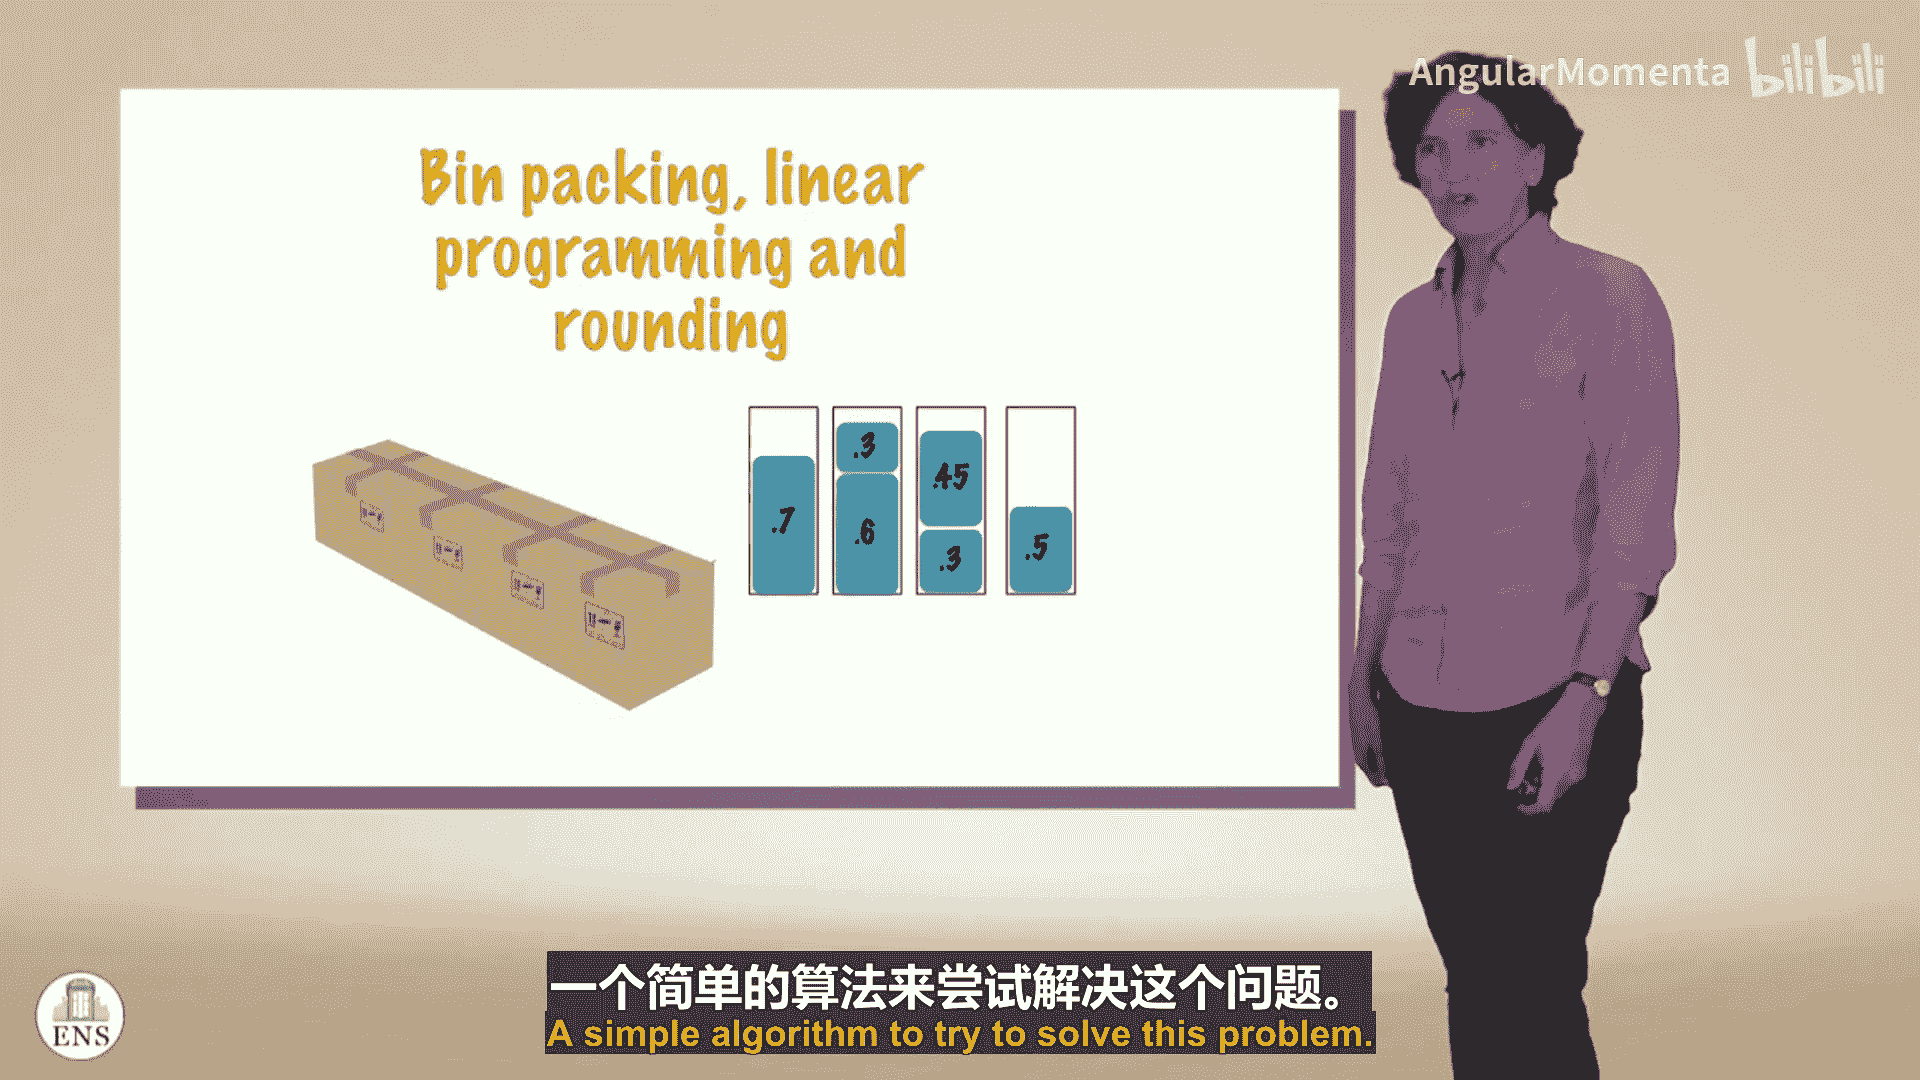 AngularMomenta bilibili
Bin packing, linear
programming and
rounding
.7
.3
.6
.45
.3
.5
ENS
一个简单的算法来尝试解决这个问题。
A simple algorithm to try to solve this problem.